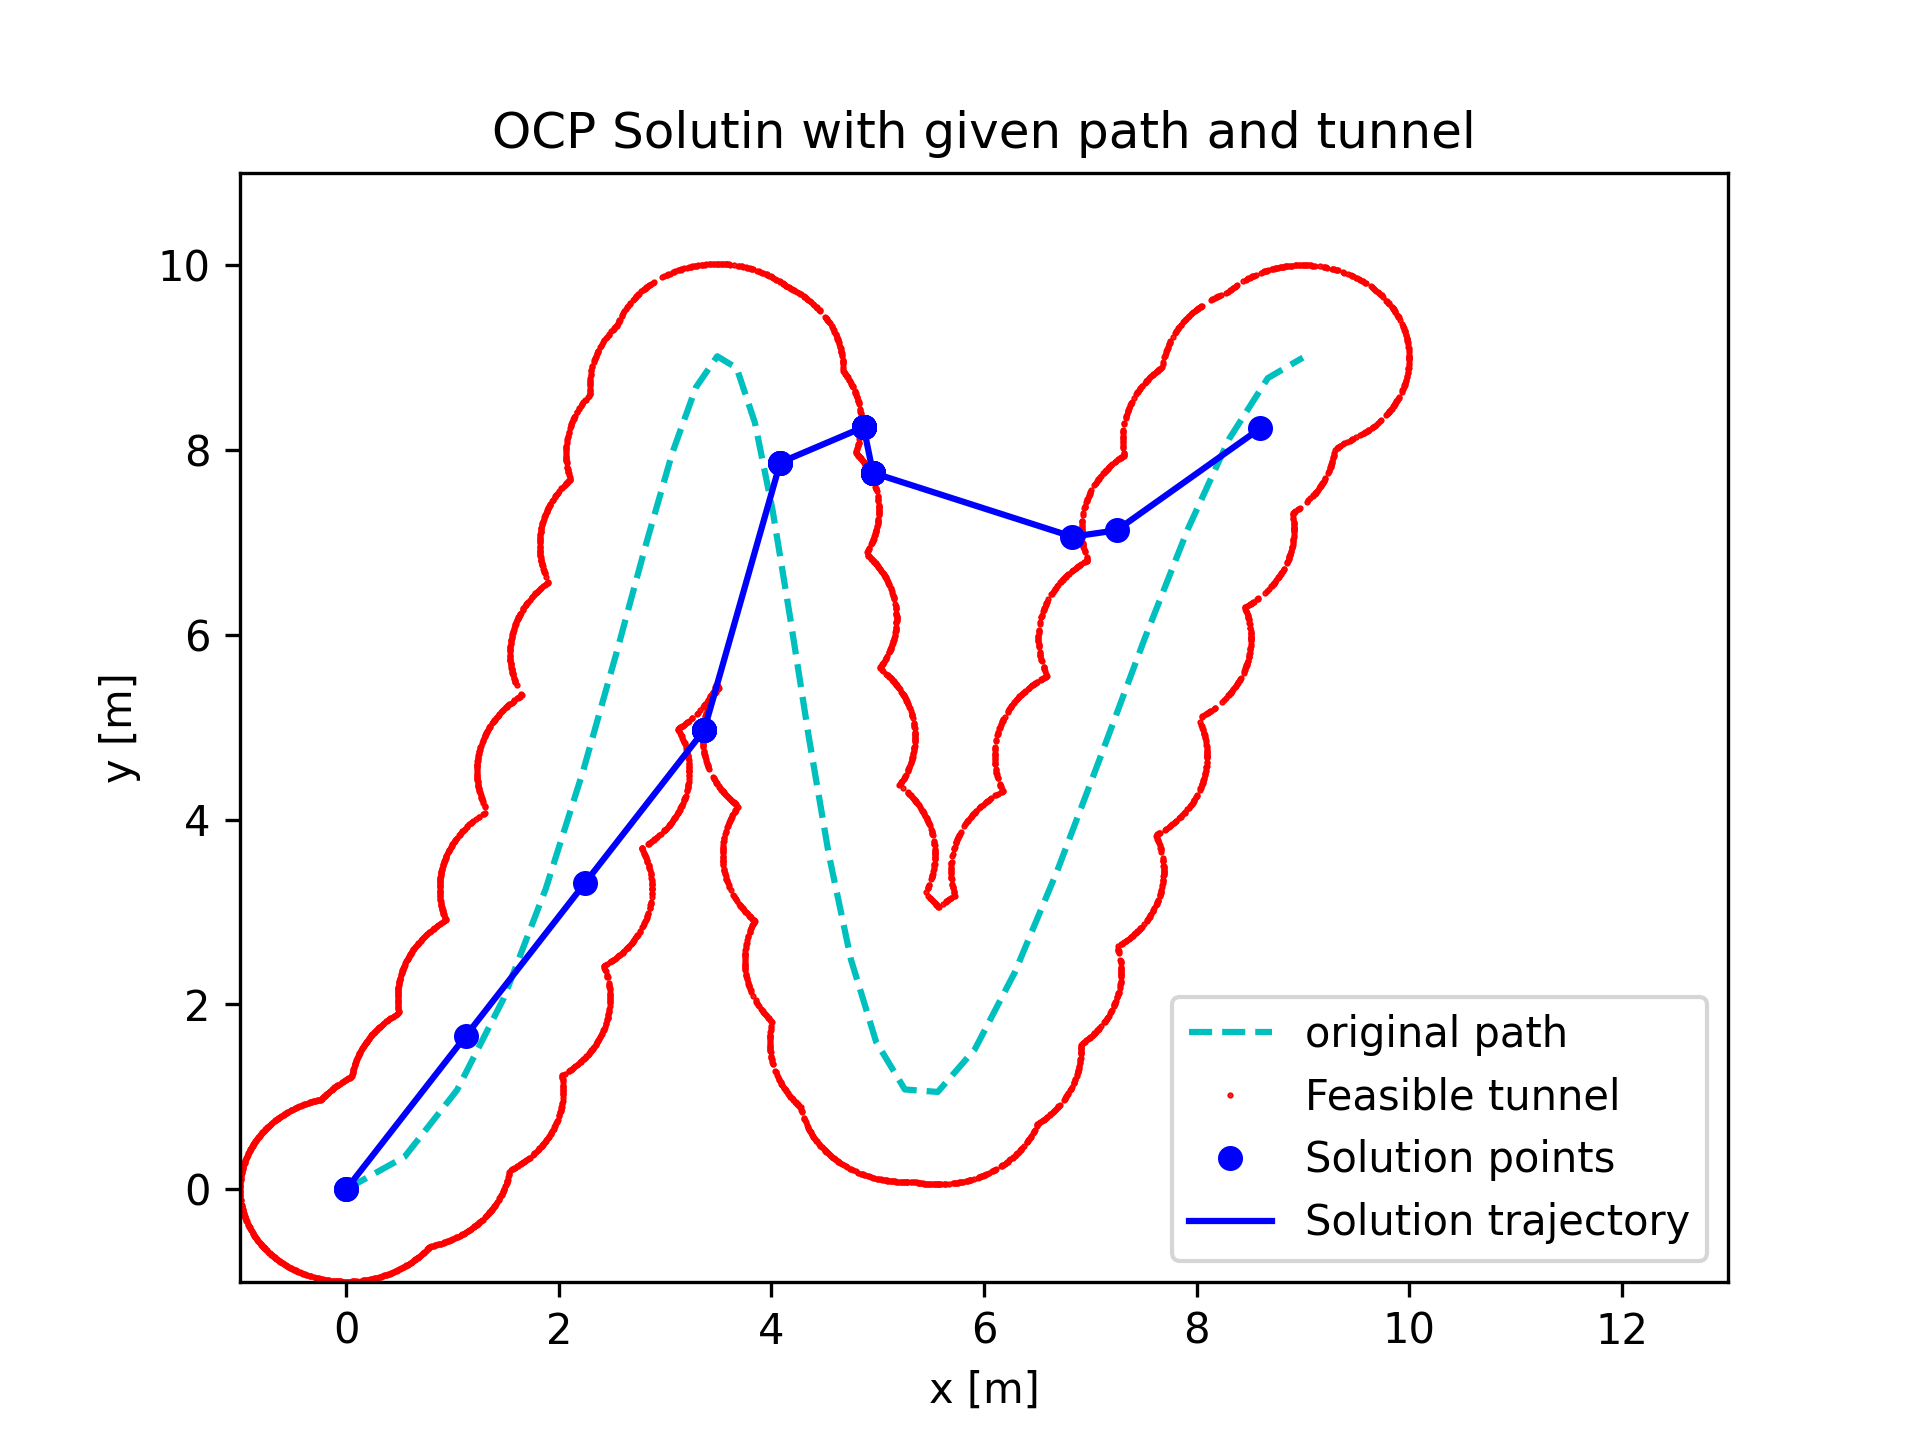 OCP Solutin with given path and tunnel
10
8
6
4
2
0
y [m]
0 2 4 6 8 10 12
x [m]
original path
Feasible tunnel
Solution points
Solution trajectory